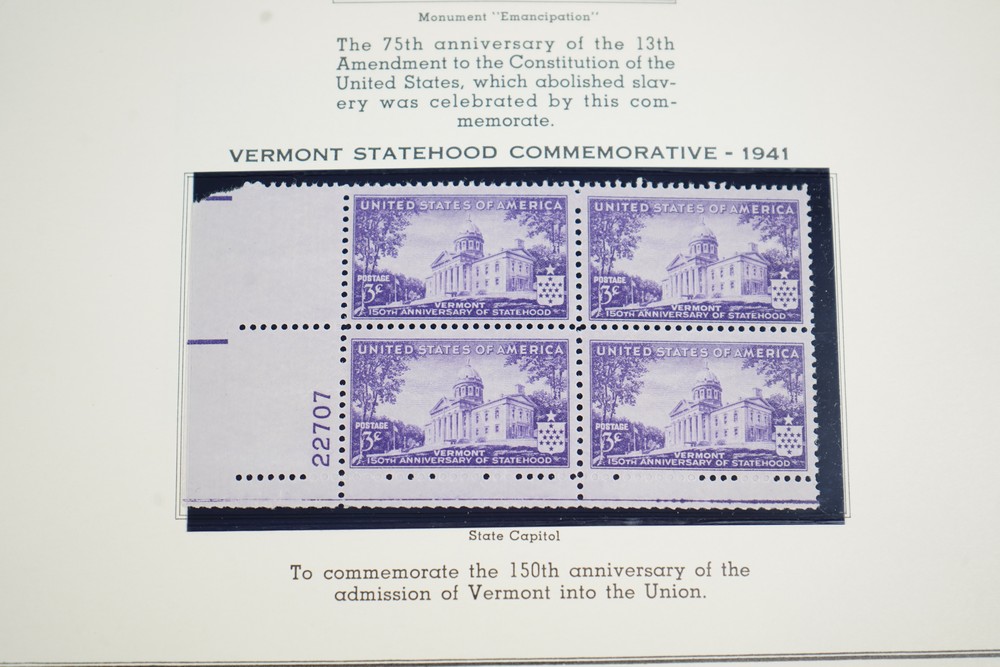 Monument "Emancipation"
The 75th anniversary of the 13th
Amendment to the Constitution of the
United States, which abolished slav-
ery was celebrated by this com-
memorate.
VERMONT STATEHOOD COMMEMORATIVE - 1941
UNITED STATES OF AMERICA
POSTAGE
3¢
VERMONT
150TH ANNIVERSARY OF STATEHOOD
UNITED STATES OF AMERICA
POSTAGE
3¢
VERMONT
150TH ANNIVERSARY OF STATEHOOD
22707
UNITED STATES OF AMERICA
POSTAGE
3¢
VERMONT
150TH ANNIVERSARY OF STATEHOOD
UNITED STATES OF AMERICA
POSTAGE
3¢
VERMONT
150TH ANNIVERSARY OF STATEHOOD
State Capitol
To commemorate the 150th anniversary of the
admission of Vermont into the Union.